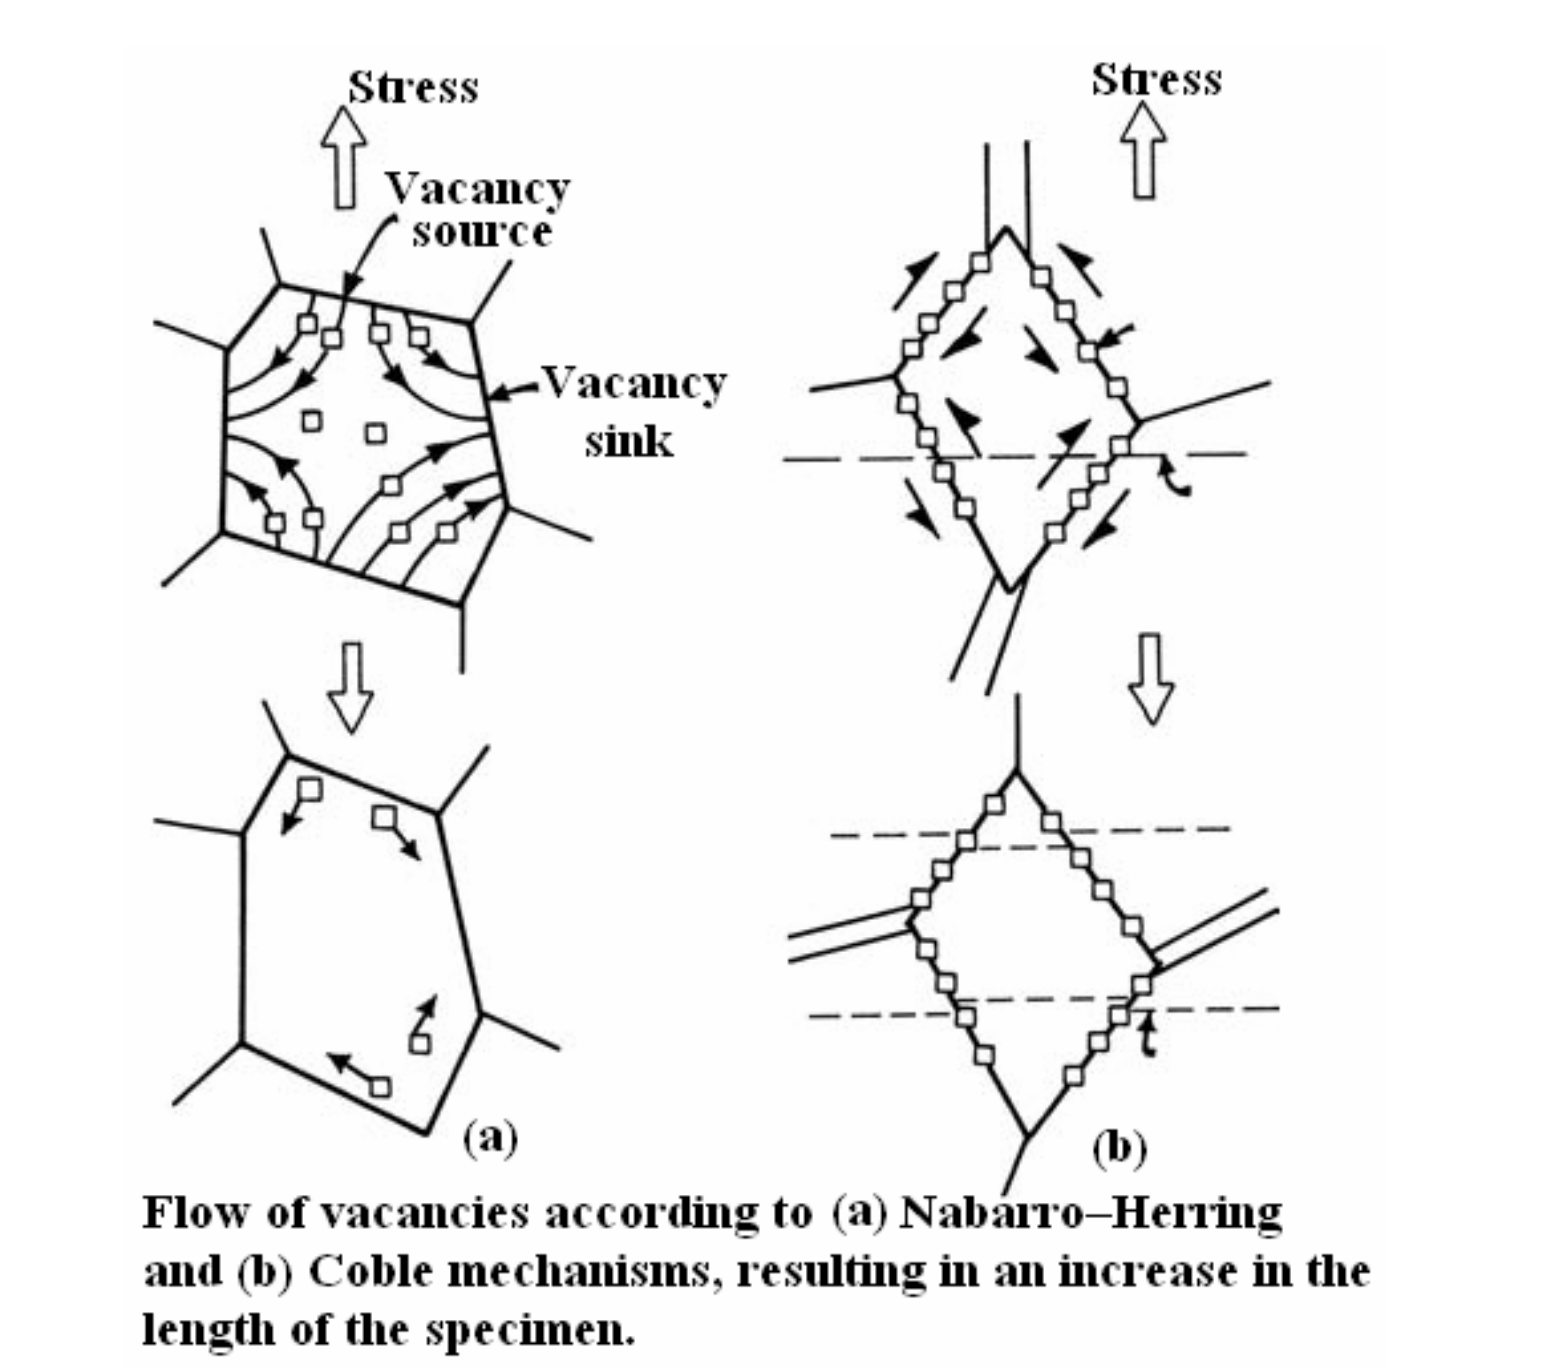 Stress
Vacancy
source
Vacancy
sink
(a)
Stress
(b)
Flow of vacancies according to (a) Nabarro–Herring
and (b) Coble mechanisms, resulting in an increase in the
length of the specimen.